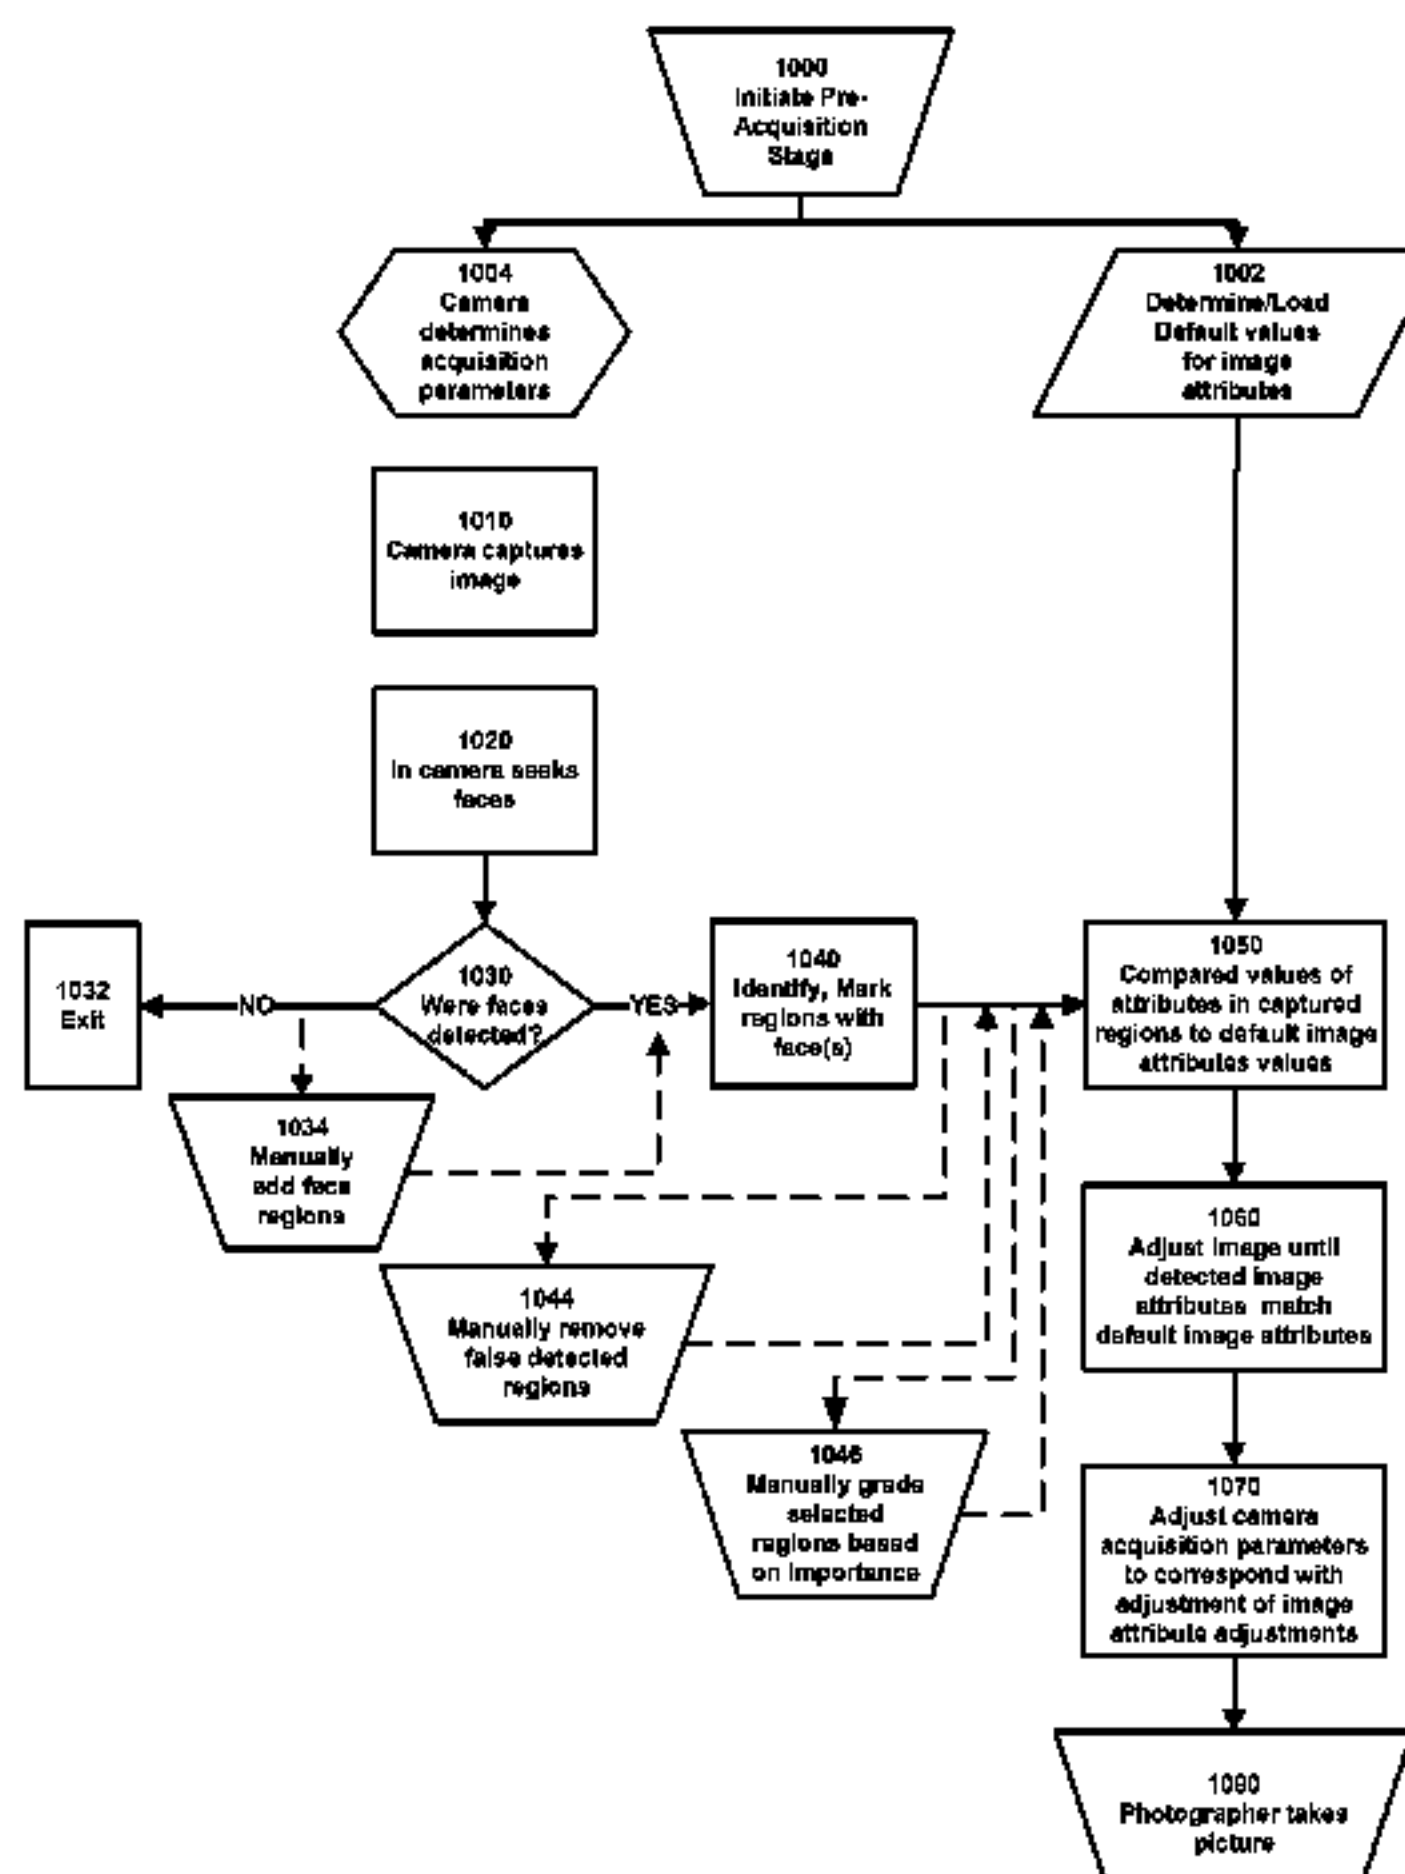 1000
Initiate Pre-
Acquisition
Stage
1004
Camera
determines
acquisition
parameters
1002
Determine/Load
Default values
for image
attributes
1010
Camera captures
image
1020
In camera seeks
faces
1032
Exit
NO
1030
Were faces
detected?
YES
1040
Identify, Mark
regions with
face(s)
1050
Compared values of
attributes in captured
regions to default image
attributes values
1034
Manually
add face
regions
1060
Adjust image until
detected image
attributes match
default image attributes
1044
Manually remove
false detected
regions
1046
Manually grade
selected
regions based
on importance
1070
Adjust camera
acquisition parameters
to correspond with
adjustment of image
attribute adjustments
1080
Photographer takes
picture